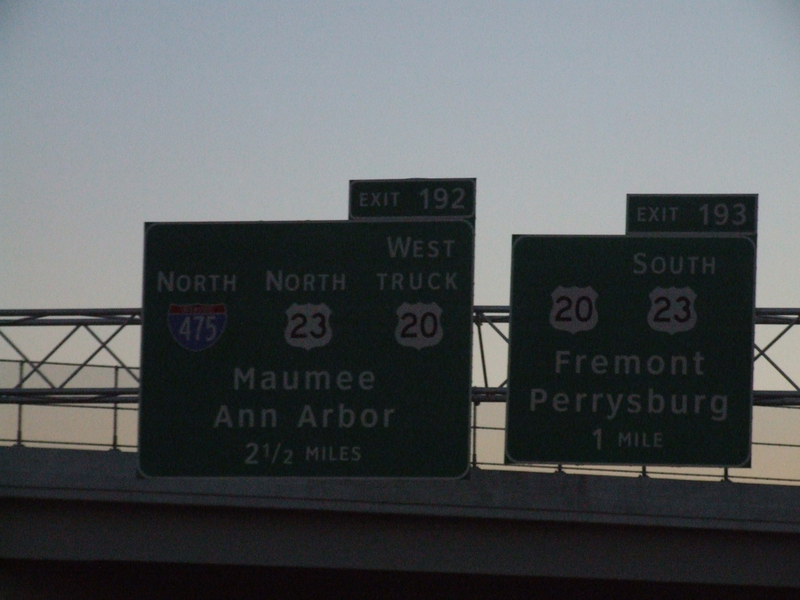 EXIT 192
WEST
NORTH NORTH TRUCK
INTERSTATE 475 23 20
Maumee
Ann Arbor
2 1/2 MILES
EXIT 193
SOUTH
20 23
Fremont
Perrysburg
1 MILE